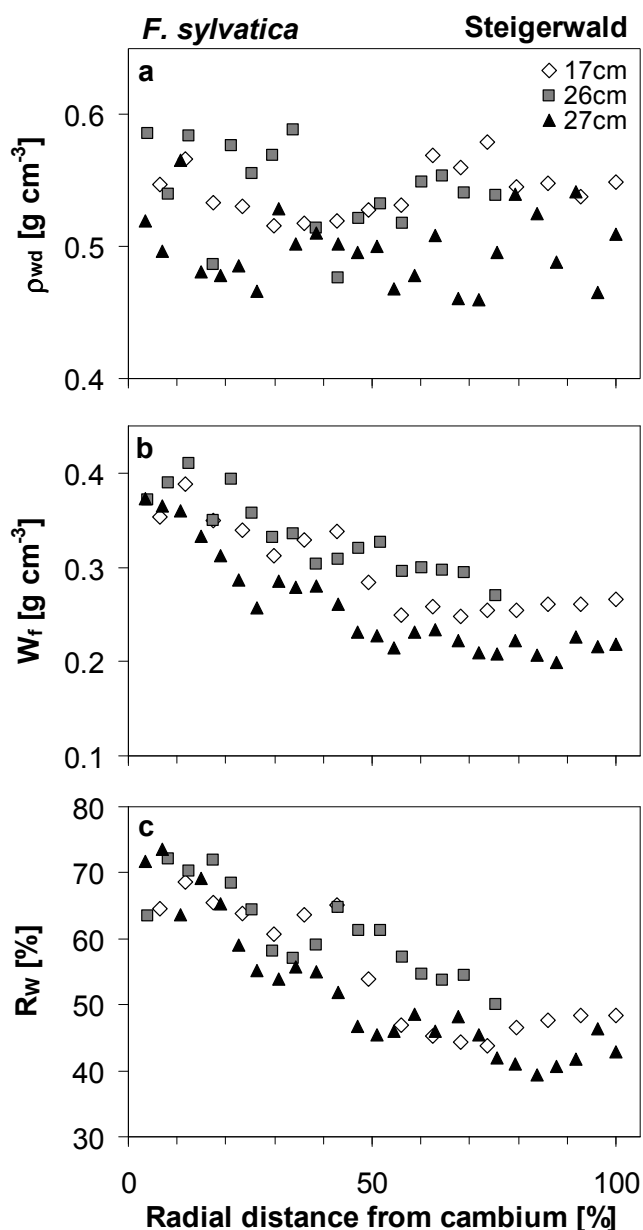 F. sylvatica Steigerwald
a
17cm
26cm
27cm
0.6
0.5
0.4
ρwd [g cm-3]
b
0.4
0.3
0.2
0.1
Wf [g cm-3]
c
80
70
60
50
40
30
RW [%]
0 50 100
Radial distance from cambium [%]